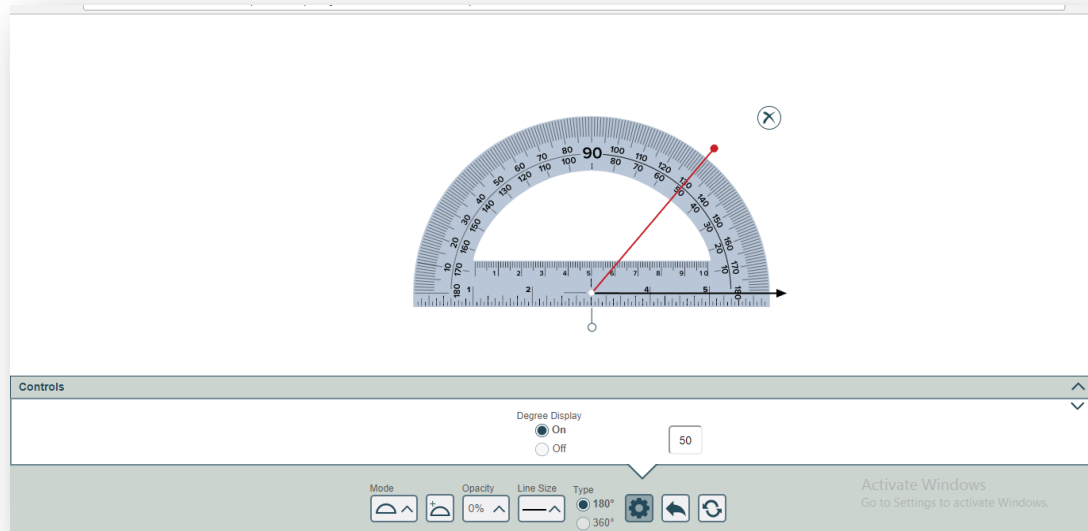 80 90 100
70 100 80 110
60 110 70 120
50 120 60 130
40 130 50 140
30 140 40 150
20 150 30 160
10 160 20 170
170 10
180 180
1 2 3 4 5 6 7 8 9 10
1 2 4 5
Controls
Degree Display
On
Off
50
Mode
Opacity
Line Size
Type
0%
180°
360°
Activate Windows
Go to Settings to activate Windows.